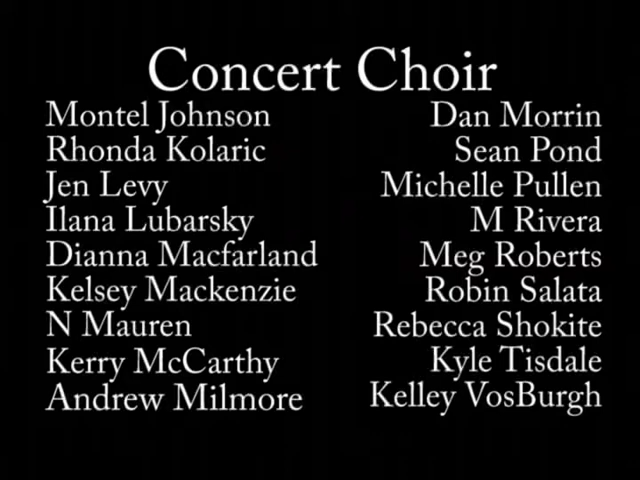 Concert Choir
Montel Johnson
Rhonda Kolaric
Jen Levy
Ilana Lubarsky
Dianna Macfarland
Kelsey Mackenzie
N Mauren
Kerry McCarthy
Andrew Milmore
Dan Morrin
Sean Pond
Michelle Pullen
M Rivera
Meg Roberts
Robin Salata
Rebecca Shokite
Kyle Tisdale
Kelley VosBurgh